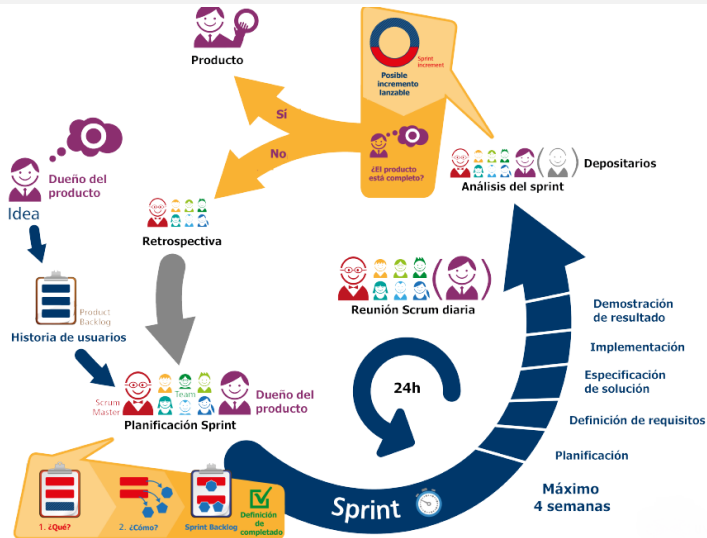 Producto
Sprint
increment
Posible
incremento
lanzable
Sí
No
¿El producto
está completo?
Depositarios
Análisis del sprint
Dueño del
producto
Idea
Retrospectiva
Product
Backlog
Historia de usuarios
Reunión Scrum diaria
Demostración
de resultado
Implementación
Especificación
de solución
Definición de requisitos
Planificación
24h
Scrum
Master
Team
Dueño del
producto
Planificación Sprint
Máximo
4 semanas
Sprint
1. ¿Qué?
2. ¿Cómo?
Sprint Backlog
Definición
de completado